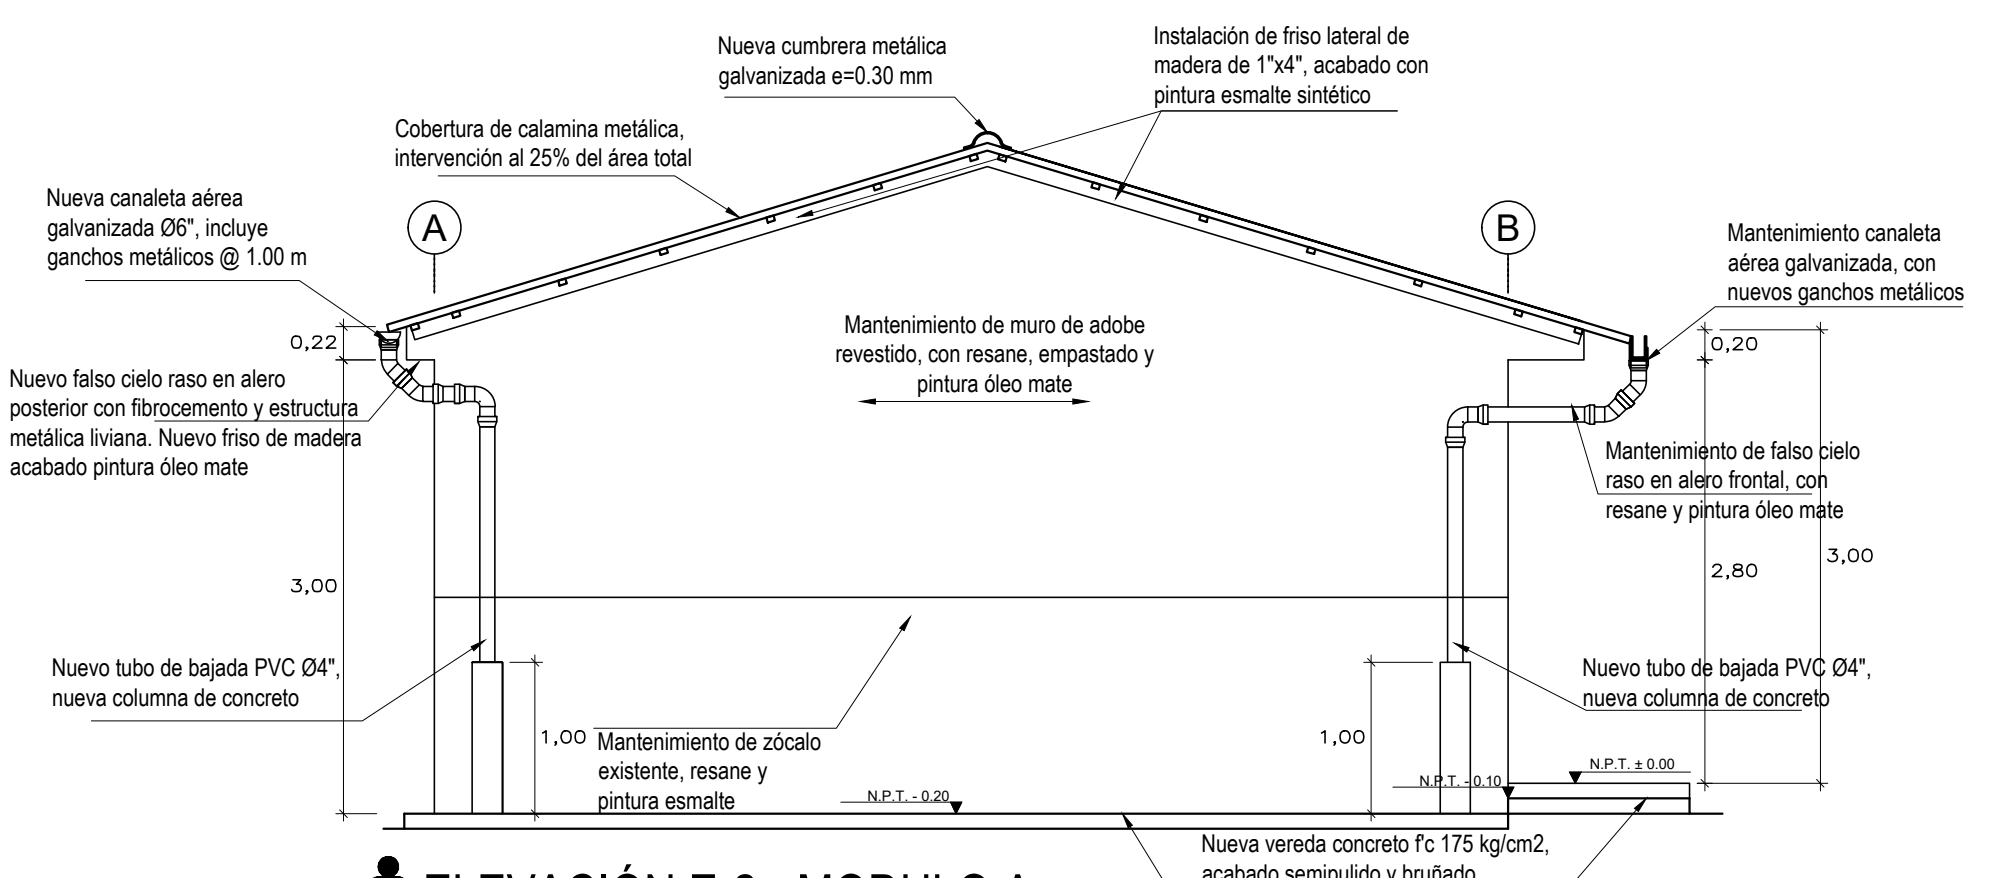 Nueva cumbrera metálica
galvanizada e=0.30 mm
Instalación de friso lateral de
madera de 1"x4", acabado con
pintura esmalte sintético
Cobertura de calamina metálica,
intervención al 25% del área total
Nueva canaleta aérea
galvanizada Ø6", incluye
ganchos metálicos @ 1.00 m
A
B
Mantenimiento canaleta
aérea galvanizada, con
nuevos ganchos metálicos
0,22
0,20
Mantenimiento de muro de adobe
revestido, con resane, empastado y
pintura óleo mate
Nuevo falso cielo raso en alero
posterior con fibrocemento y estructura
metálica liviana. Nuevo friso de madera
acabado pintura óleo mate
Mantenimiento de falso cielo
raso en alero frontal, con
resane y pintura óleo mate
3,00
2,80
3,00
Nuevo tubo de bajada PVC Ø4",
nueva columna de concreto
Nuevo tubo de bajada PVC Ø4",
nueva columna de concreto
1,00
1,00
Mantenimiento de zócalo
existente, resane y
pintura esmalte
N.P.T. - 0.20
N.P.T. - 0.10
N.P.T. ± 0.00
Nueva vereda concreto f'c 175 kg/cm2,
acabado semipulido y bruñado